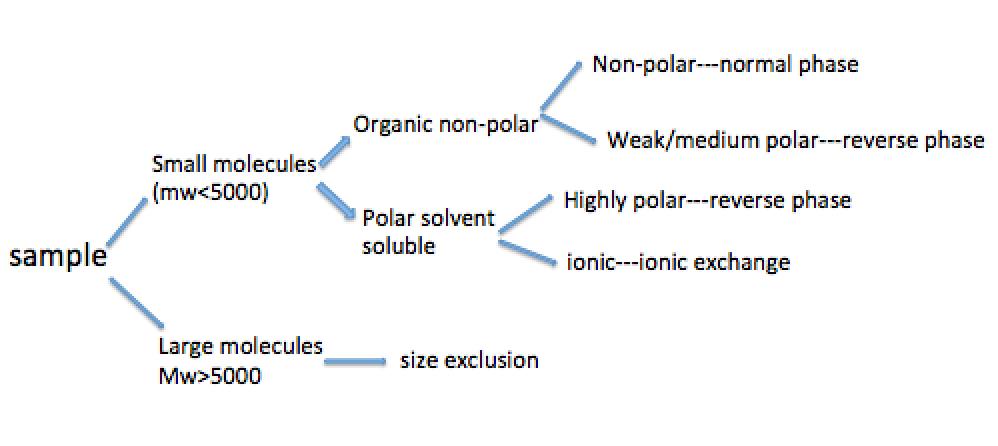 Non-polar---normal phase
Organic non-polar
Weak/medium polar---reverse phase
Small molecules
(mw<5000)
Highly polar---reverse phase
Polar solvent
soluble
sample
ionic---ionic exchange
Large molecules
Mw>5000
size exclusion